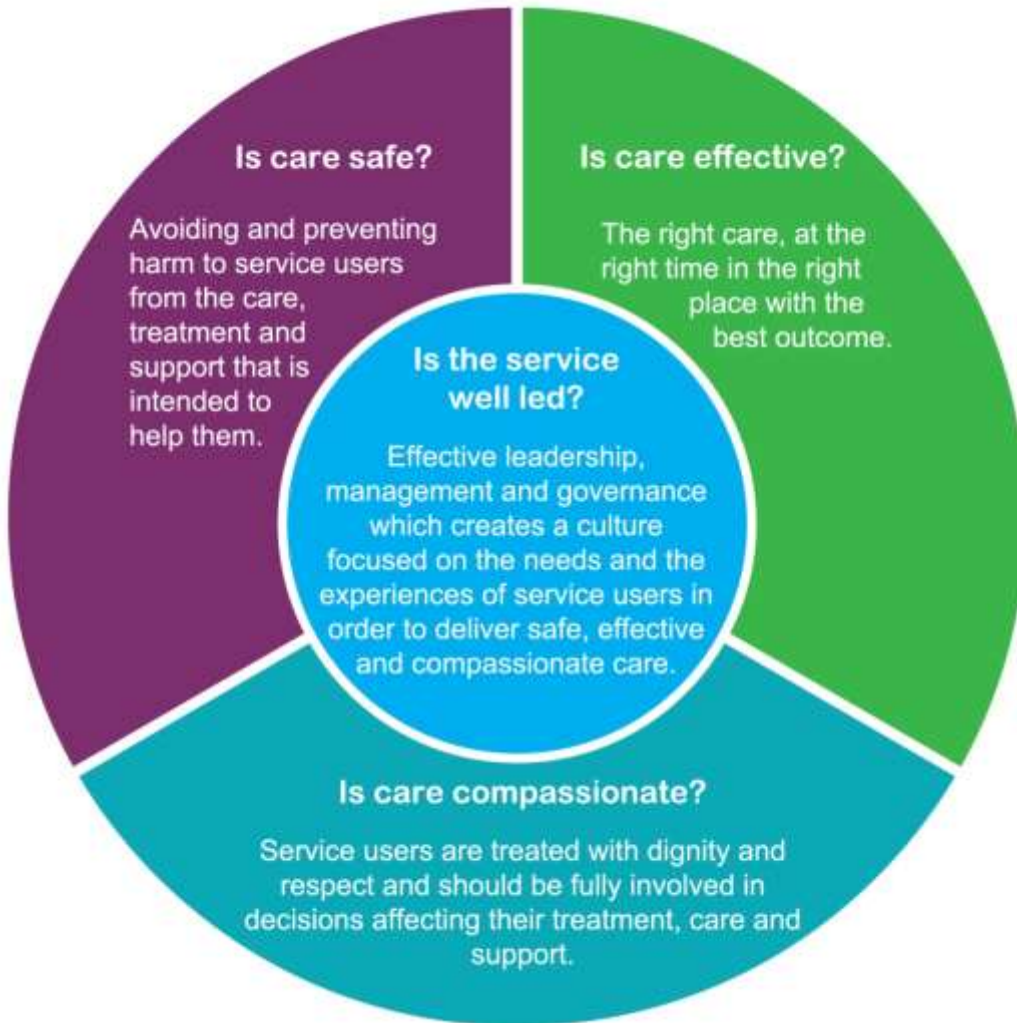 Is care safe?
Avoiding and preventing
harm to service users
from the care,
treatment and
support that is
intended to
help them.
Is care effective?
The right care, at the
right time in the right
place with the
best outcome.
Is the service
well led?
Effective leadership,
management and governance
which creates a culture
focused on the needs and the
experiences of service users in
order to deliver safe, effective
and compassionate care.
Is care compassionate?
Service users are treated with dignity and
respect and should be fully involved in
decisions affecting their treatment, care and
support.